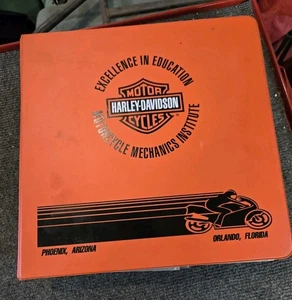 EXCELLENCE IN EDUCATION
MOTOR
HARLEY-DAVIDSON
CYCLES
MOTORCYCLE MECHANICS INSTITUTE
PHOENIX, ARIZONA
ORLANDO, FLORIDA